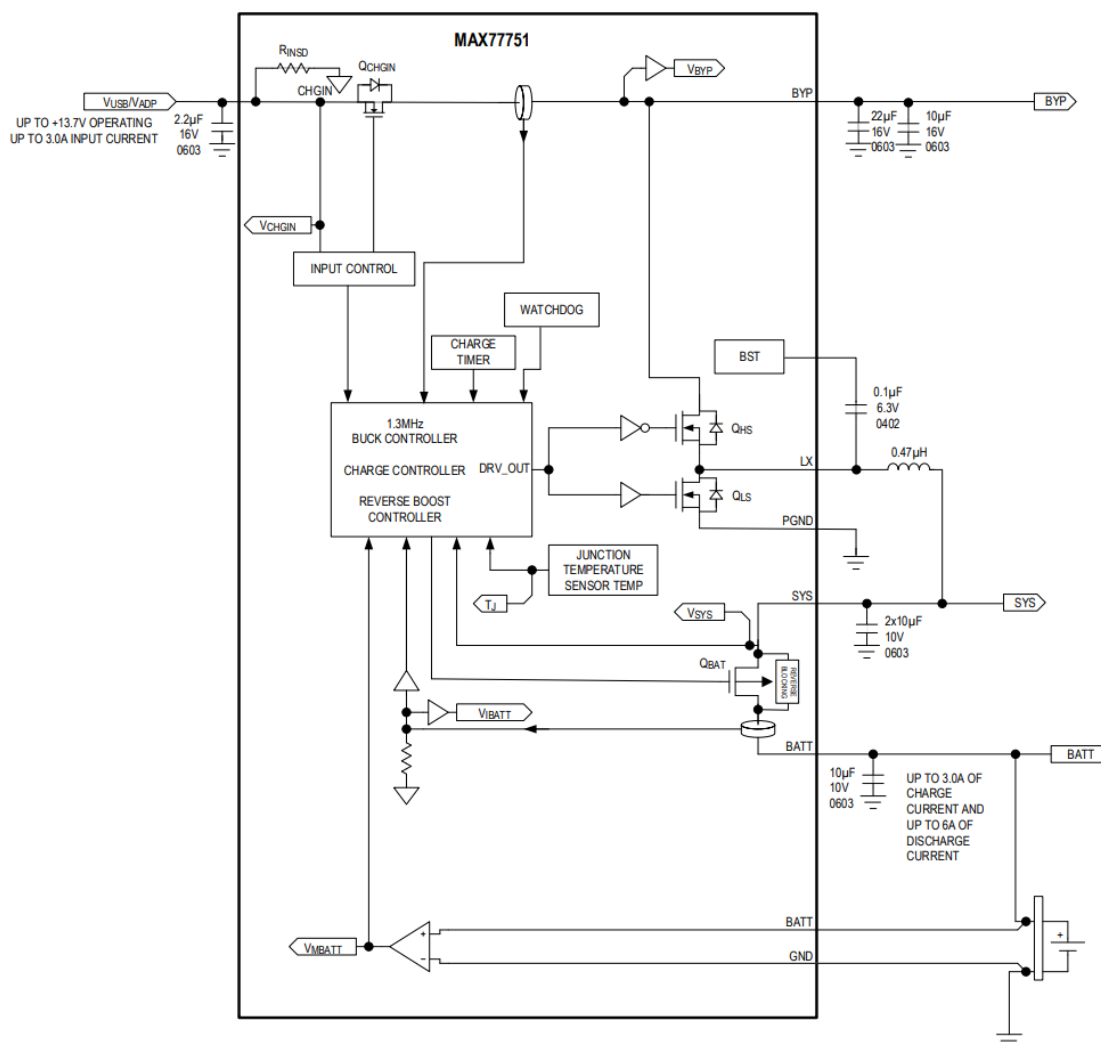 MAX77751
RINSD
QCHGIN
CHGIN
VBYP
VUSB/VADP
BYP
BYP
UP TO +13.7V OPERATING
UP TO 3.0A INPUT CURRENT
2.2µF
16V
0603
22µF
16V
0603
10µF
16V
0603
VCHGIN
INPUT CONTROL
WATCHDOG
CHARGE
TIMER
BST
0.1µF
6.3V
0402
1.3MHz
BUCK CONTROLLER
CHARGE CONTROLLER
DRV_OUT
REVERSE BOOST
CONTROLLER
QHS
LX
0.47µH
QLS
PGND
JUNCTION
TEMPERATURE
SENSOR TEMP
TJ
VSYS
SYS
SYS
2x10µF
10V
0603
QBAT
REVERSE
BLOCKING
VIBATT
BATT
BATT
10µF
10V
0603
UP TO 3.0A OF
CHARGE
CURRENT AND
UP TO 6A OF
DISCHARGE
CURRENT
BATT
+
-
+
VMBATT
GND